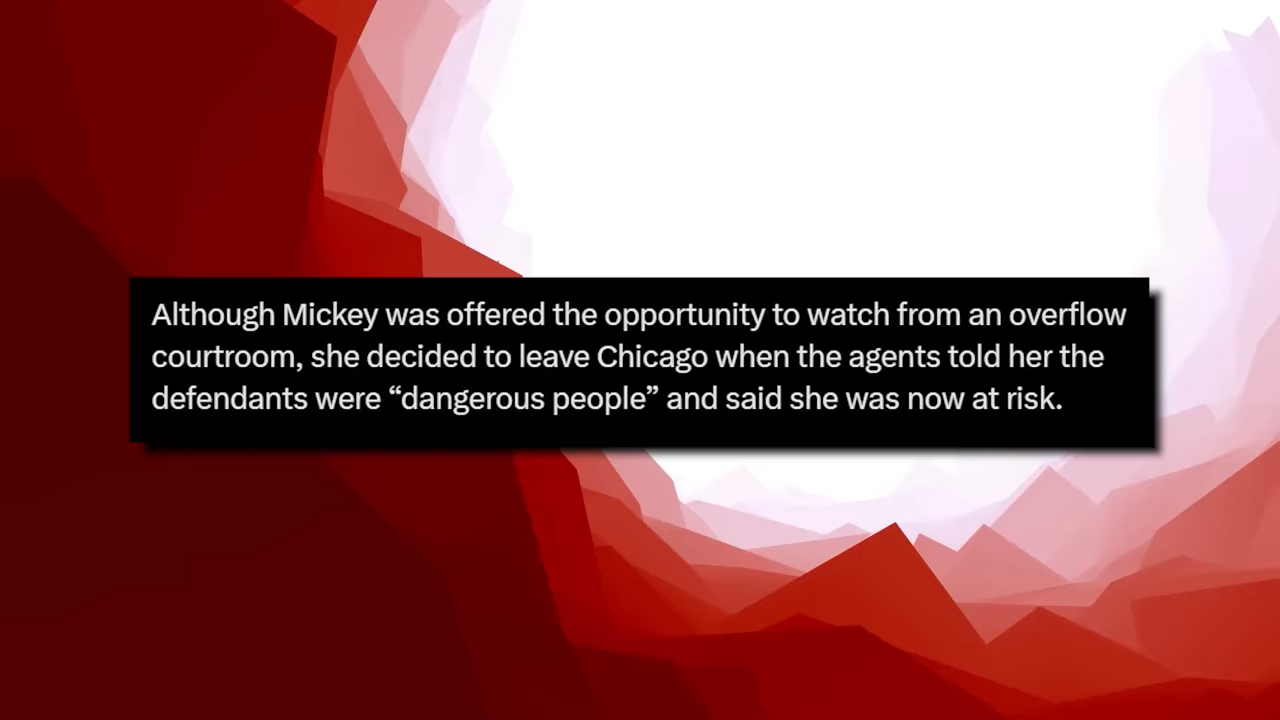 Although Mickey was offered the opportunity to watch from an overflow
courtroom, she decided to leave Chicago when the agents told her the
defendants were “dangerous people” and said she was now at risk.